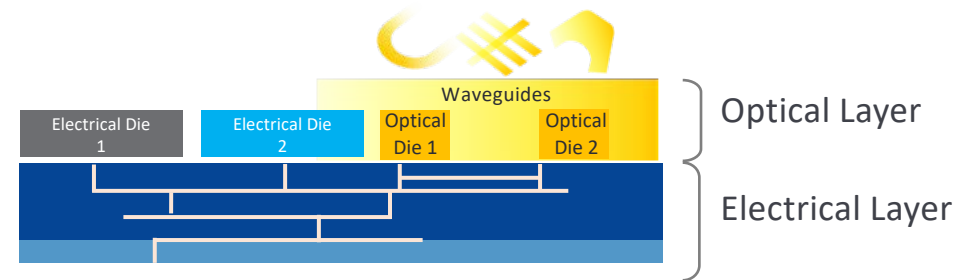 Waveguides
Electrical Die
1
Electrical Die
2
Optical
Die 1
Optical
Die 2
Optical Layer
Electrical Layer